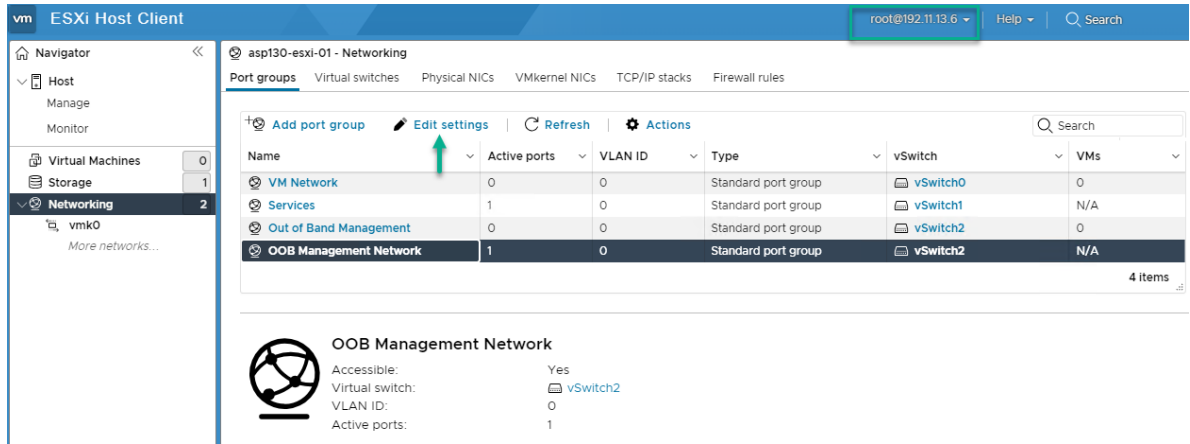 vm ESXi Host Client root@192.11.13.6 Help Search
Navigator
Host
Manage
Monitor
Virtual Machines 0
Storage 1
Networking 2
vmk0
More networks...
asp130-esxi-01 - Networking
Port groups Virtual switches Physical NICs VMkernel NICs TCP/IP stacks Firewall rules
Add port group Edit settings Refresh Actions Search
Name Active ports VLAN ID Type vSwitch VMs
VM Network 0 0 Standard port group vSwitch0 0
Services 1 0 Standard port group vSwitch1 N/A
Out of Band Management 0 0 Standard port group vSwitch2 0
OOB Management Network 1 0 Standard port group vSwitch2 N/A
4 items
OOB Management Network
Accessible: Yes
Virtual switch: vSwitch2
VLAN ID: 0
Active ports: 1